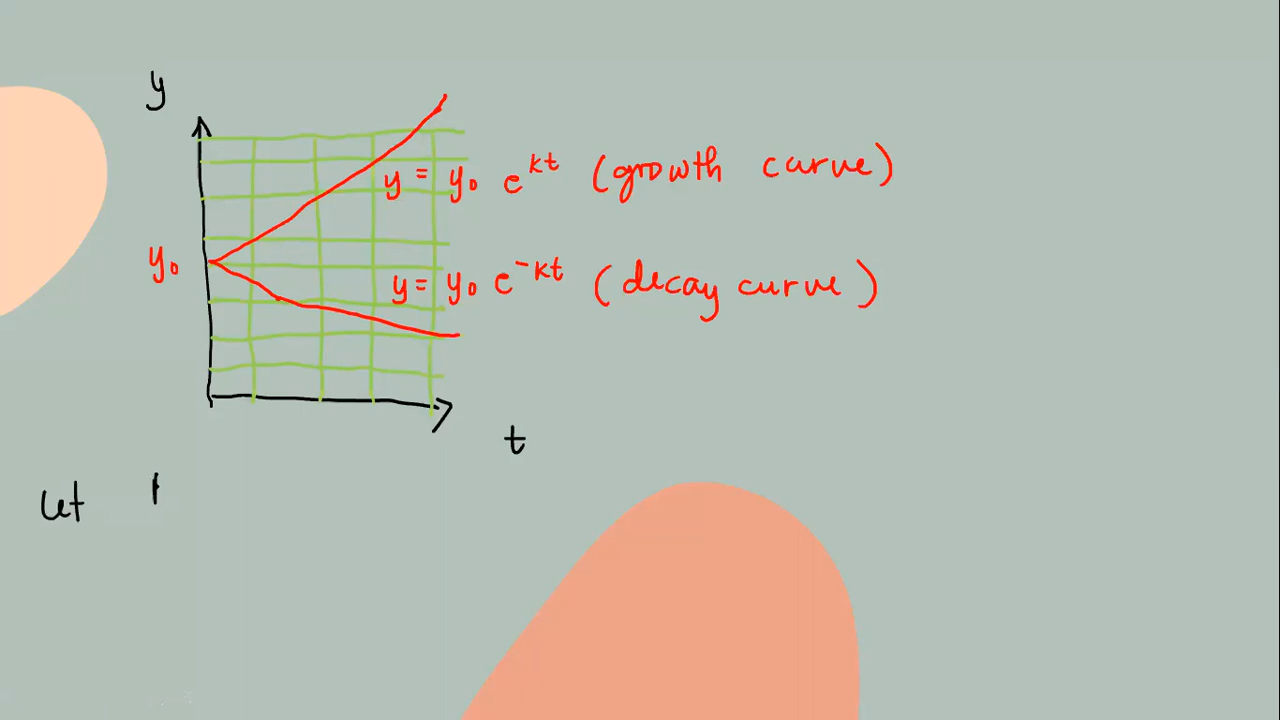 y
y = y₀ e^{kt} (growth curve)
y₀
y = y₀ e^{-kt} (decay curve)
t
let